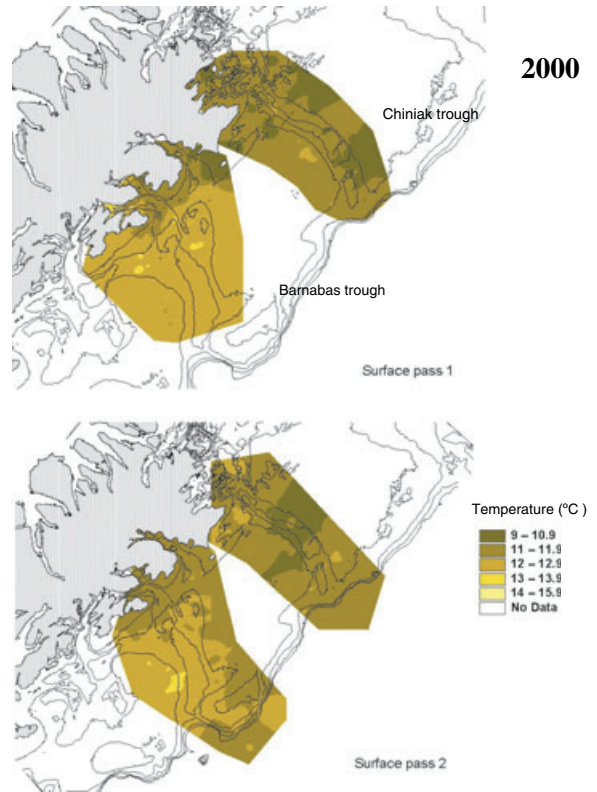 2000
Chiniak trough
Barnabas trough
Surface pass 1
Temperature (ºC )
9 – 10.9
11 – 11.9
12 – 12.9
13 – 13.9
14 – 15.9
No Data
Surface pass 2